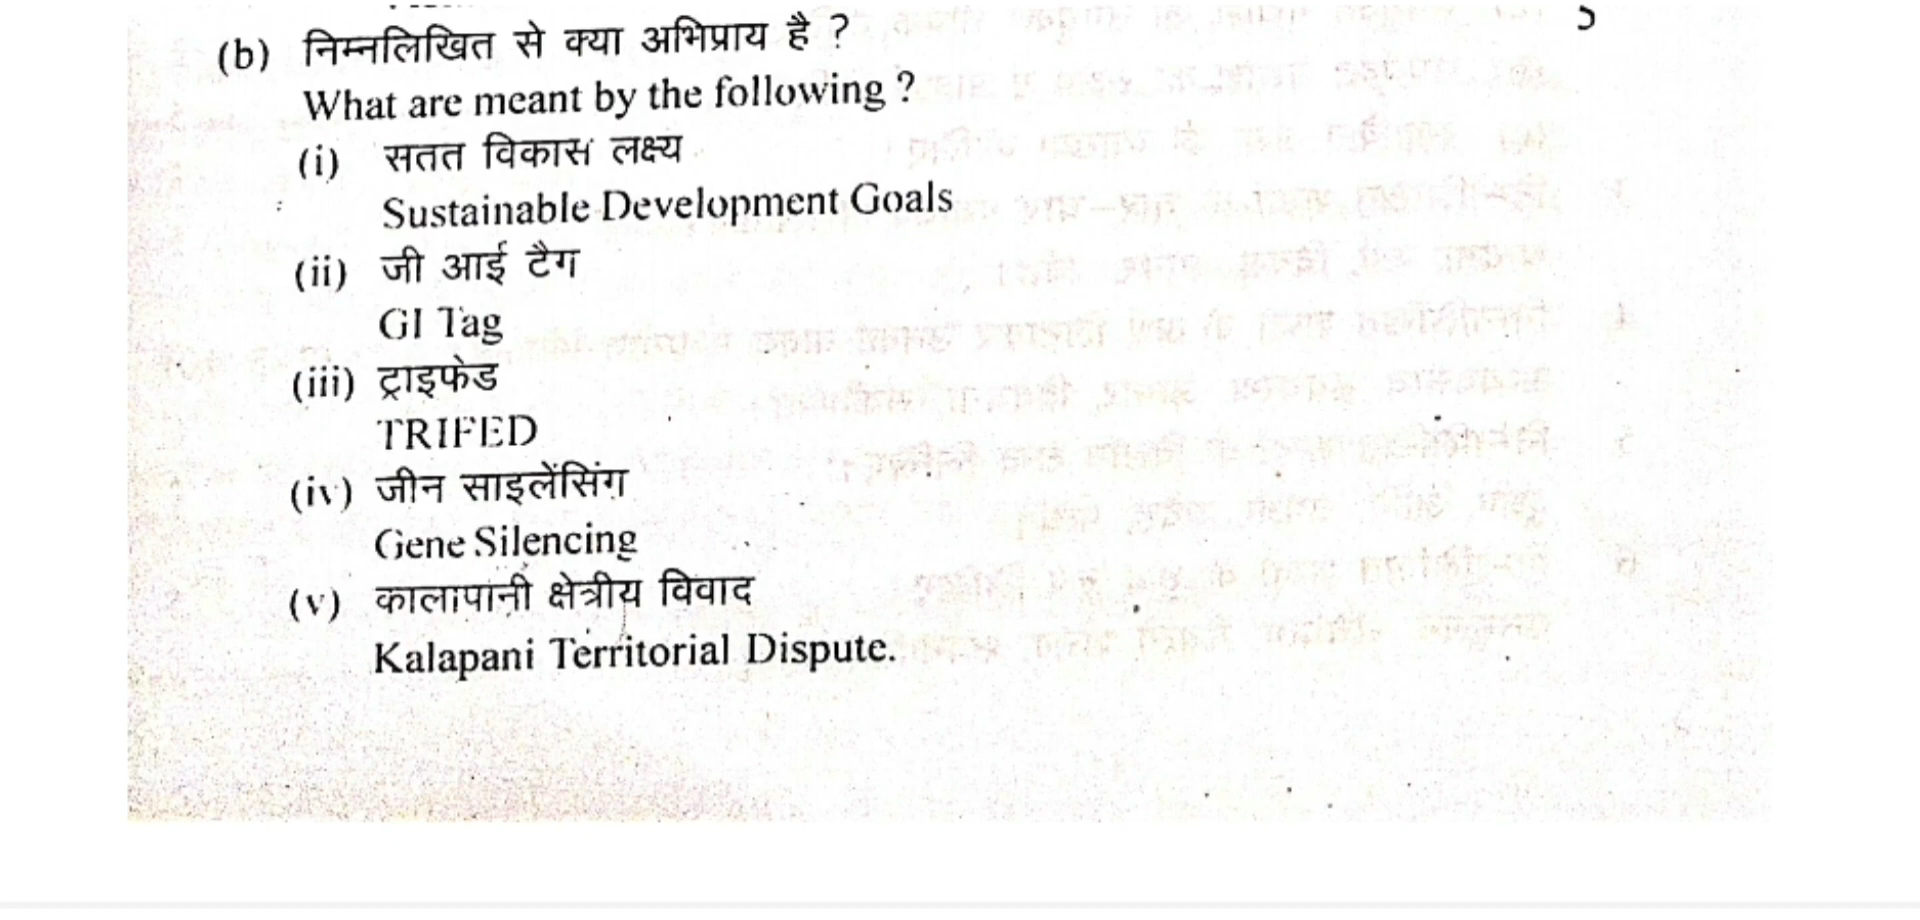 (b) निम्नलिखित से क्या अभिप्राय है ?
What are meant by the following ?
(i) सतत विकास लक्ष्य
Sustainable Development Goals
(ii) जी आई टैग
GI Tag
(iii) ट्राइफेड
TRIFED
(iv) जीन साइलेंसिंग
Gene Silencing
(v) कालापानी क्षेत्रीय विवाद
Kalapani Territorial Dispute.